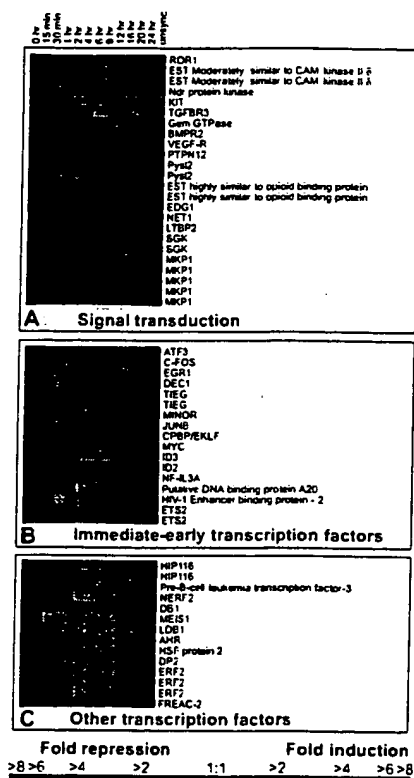 0 hr
15 min
30 min
1 hr
2 hr
4 hr
6 hr
8 hr
12 hr
16 hr
20 hr
24 hr
unsync
ROR1
EST Moderately similar to CAM kinase II δ
EST Moderately similar to CAM kinase II δ
Ndr protein kinase
KIT
TGFBR3
Gem GTPase
BMPR2
VEGF-R
PTPN12
Pysl2
Pysl2
EST highly similar to opioid binding protein
EST highly similar to opioid binding protein
EDG1
NET1
LTBP2
SGK
SGK
MKP1
MKP1
MKP1
MKP1
MKP1
A Signal transduction
ATF3
C-FOS
EGR1
DEC1
TIEG
TIEG
MINOR
JUNB
CPBP/EKLF
MYC
ID3
ID2
NF-IL3A
Putative DNA binding protein A20
HIV-1 Enhancer binding protein - 2
ETS2
ETS2
B Immediate-early transcription factors
HIP116
HIP116
Pre-B-cell leukemia transcription factor-3
NERF2
DB1
MEIS1
LDB1
AHR
HSF protein 2
DP2
ERF2
ERF2
ERF2
FREAC-2
C Other transcription factors
Fold repression Fold induction
>8 >6 >4 >2 1:1 >2 >4 >6 >8